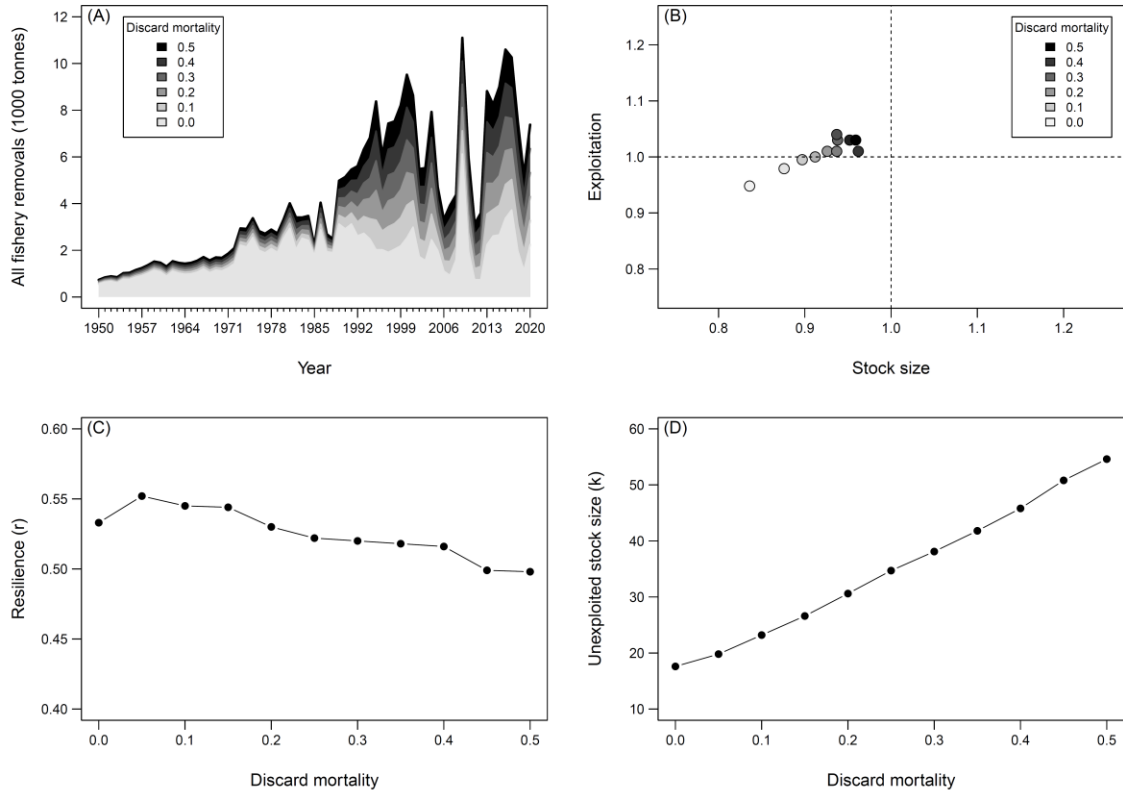 (A)
All fishery removals (1000 tonnes)
12
10
8
6
4
2
0
Discard mortality
0.5
0.4
0.3
0.2
0.1
0.0
1950 1957 1964 1971 1978 1985 1992 1999 2006 2013 2020
Year
(B)
Exploitation
1.2
1.1
1.0
0.9
0.8
Discard mortality
0.5
0.4
0.3
0.2
0.1
0.0
0.8 0.9 1.0 1.1 1.2
Stock size
(C)
Resilience (r)
0.60
0.55
0.50
0.45
0.40
0.0 0.1 0.2 0.3 0.4 0.5
Discard mortality
(D)
Unexploited stock size (k)
60
50
40
30
20
10
0.0 0.1 0.2 0.3 0.4 0.5
Discard mortality